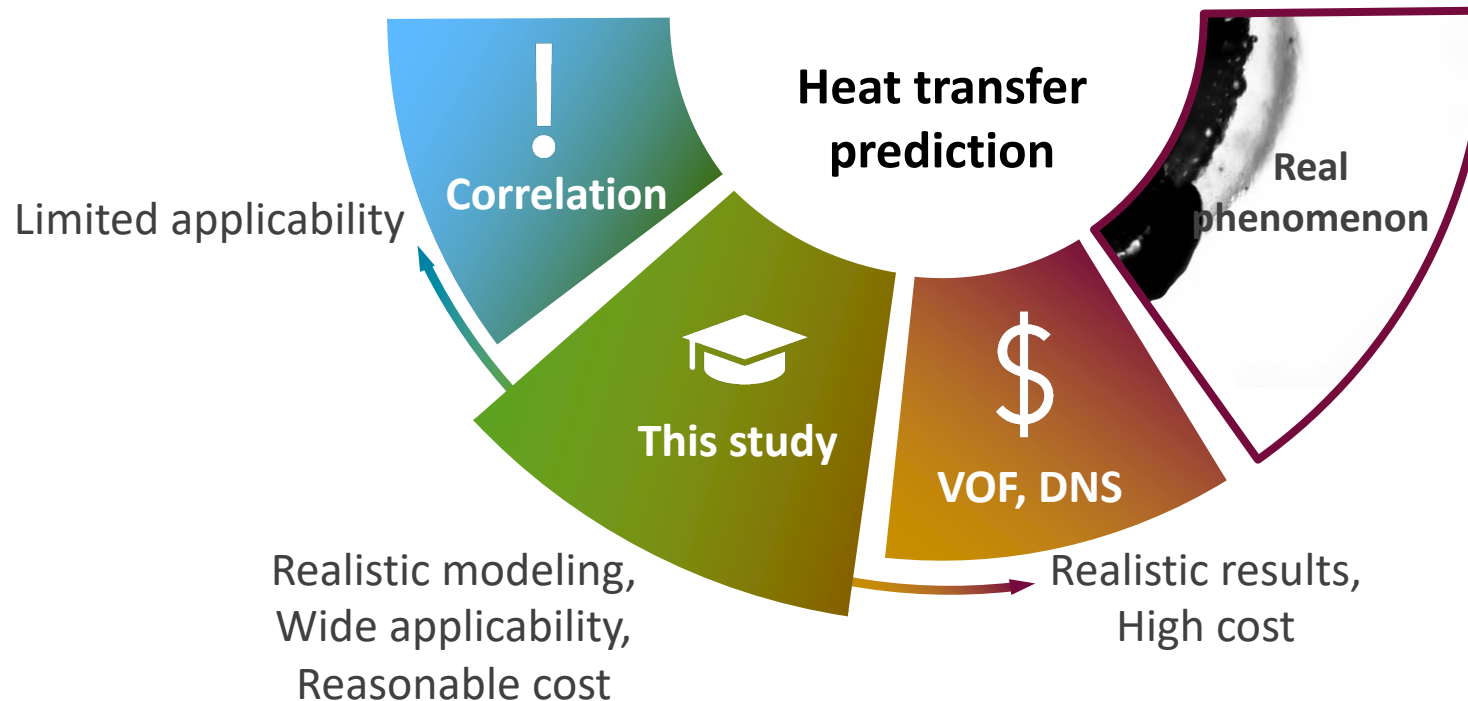 Heat transfer
prediction
Correlation
Limited applicability
This study
Realistic modeling,
Wide applicability,
Reasonable cost
VOF, DNS
Realistic results,
High cost
Real
phenomenon